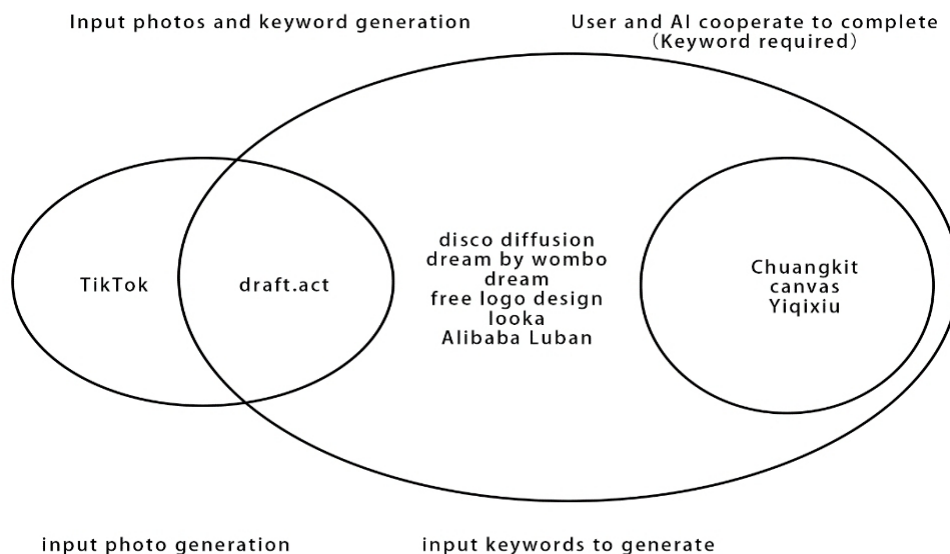 Input photos and keyword generation
User and AI cooperate to complete
(Keyword required)
TikTok
draft.act
disco diffusion
dream by wombo
dream
free logo design
looka
Alibaba Luban
Chuangkit
canvas
Yiqixiu
input photo generation
input keywords to generate